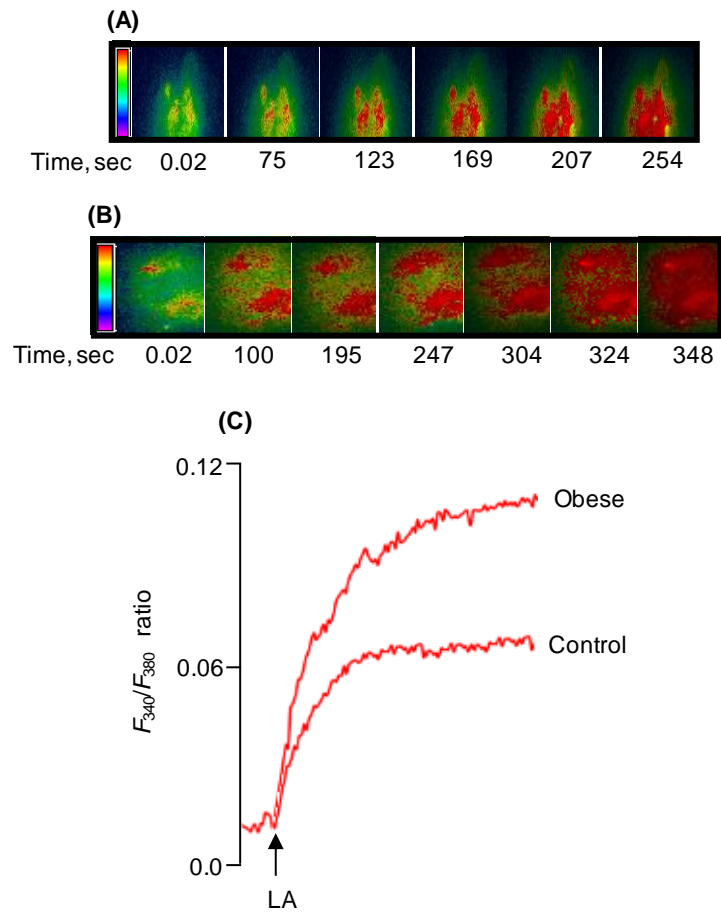 (A)
Time, sec 0.02 75 123 169 207 254
(B)
Time, sec 0.02 100 195 247 304 324 348
(C)
0.12
Obese
Control
0.06
F340/F380 ratio
0.0
LA